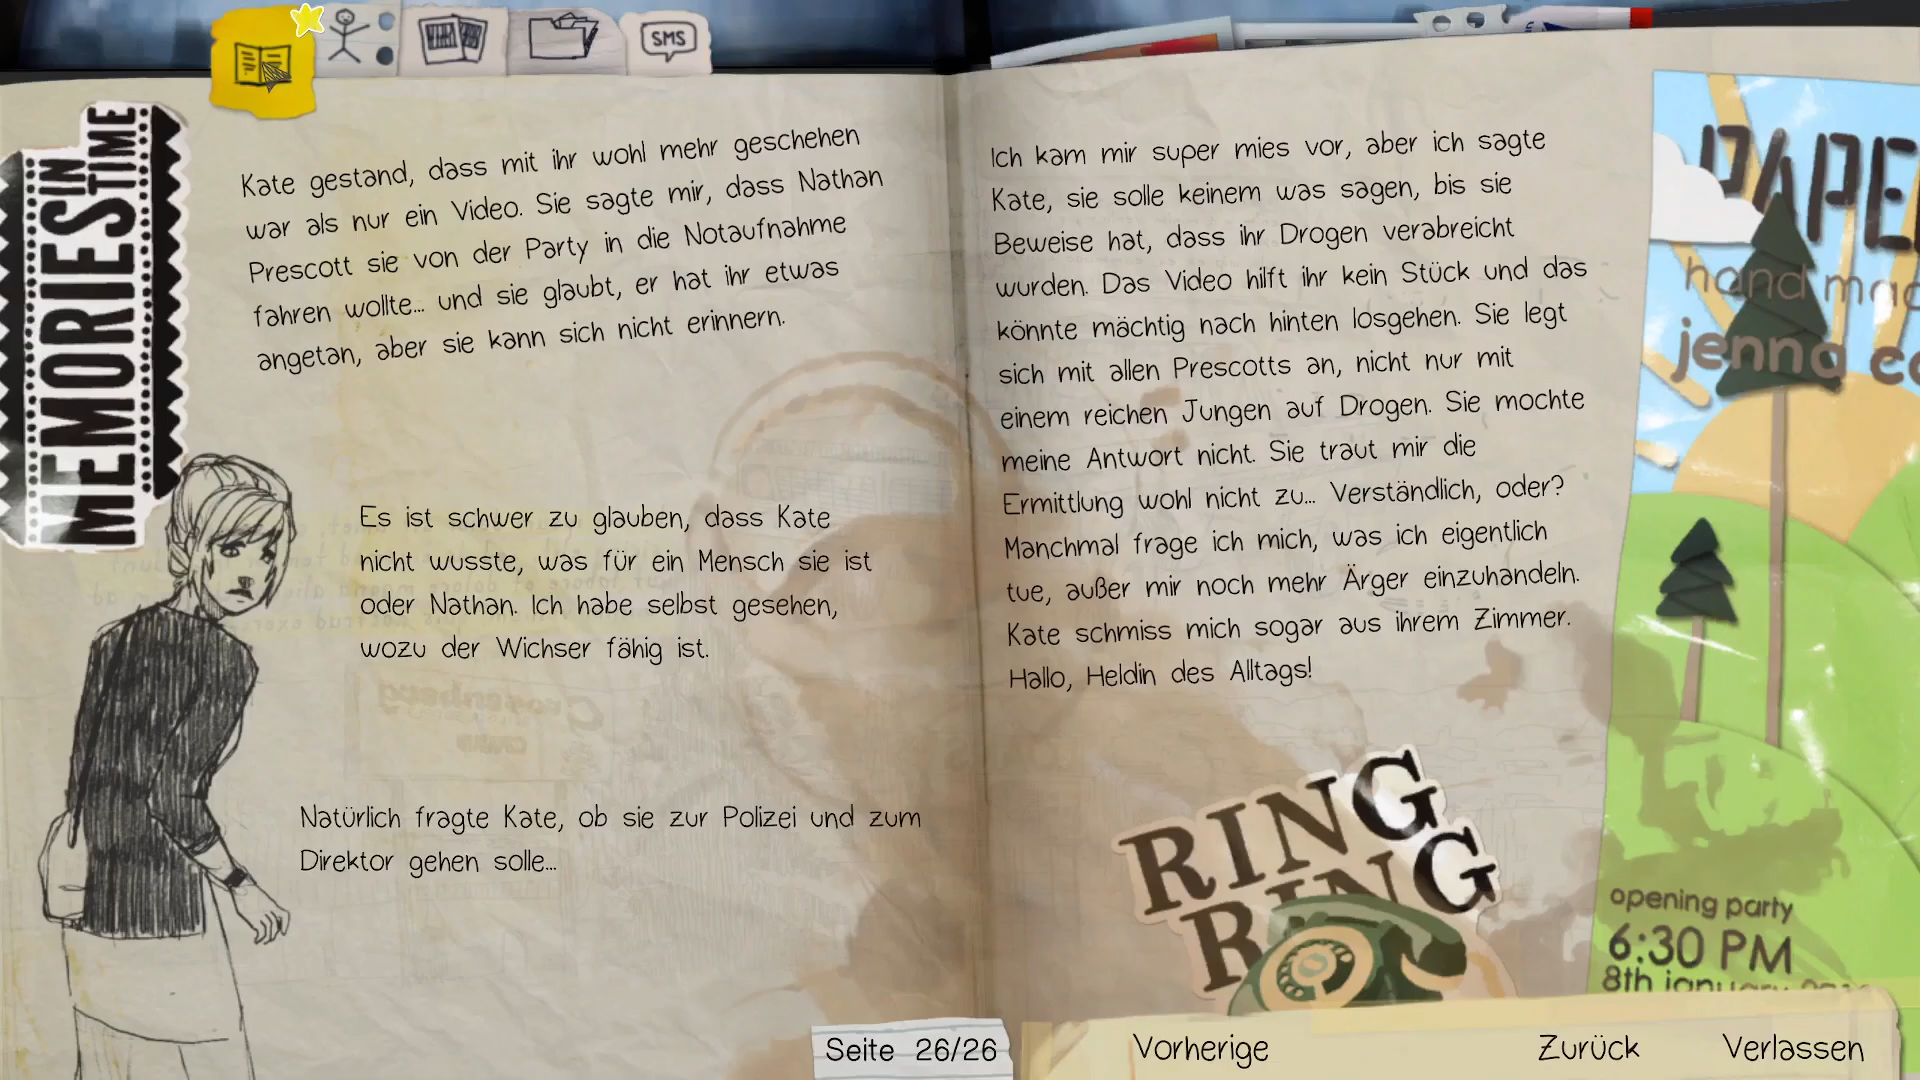 SMS
MEMORIES IN TIME
Kate gestand, dass mit ihr wohl mehr geschehen
war als nur ein Video. Sie sagte mir, dass Nathan
Prescott sie von der Party in die Notaufnahme
fahren wollte... und sie glaubt, er hat ihr etwas
angetan, aber sie kann sich nicht erinnern.
Es ist schwer zu glauben, dass Kate
nicht wusste, was für ein Mensch sie ist
oder Nathan. Ich habe selbst gesehen,
wozu der Wichser fähig ist.
Natürlich fragte Kate, ob sie zur Polizei und zum
Direktor gehen solle...
Ich kam mir super mies vor, aber ich sagte
Kate, sie solle keinem was sagen, bis sie
Beweise hat, dass ihr Drogen verabreicht
wurden. Das Video hilft ihr kein Stück und das
könnte mächtig nach hinten losgehen. Sie legt
sich mit allen Prescotts an, nicht nur mit
einem reichen Jungen auf Drogen. Sie mochte
meine Antwort nicht. Sie traut mir die
Ermittlung wohl nicht zu... Verständlich, oder?
Manchmal frage ich mich, was ich eigentlich
tue, außer mir noch mehr Ärger einzuhandeln.
Kate schmiss mich sogar aus ihrem Zimmer.
Hallo, Heldin des Alltags!
RING
RING
PAPE
hand mad
jenna co
opening party
6:30 PM
8th january
Seite 26/26
Vorherige
Zurück
Verlassen